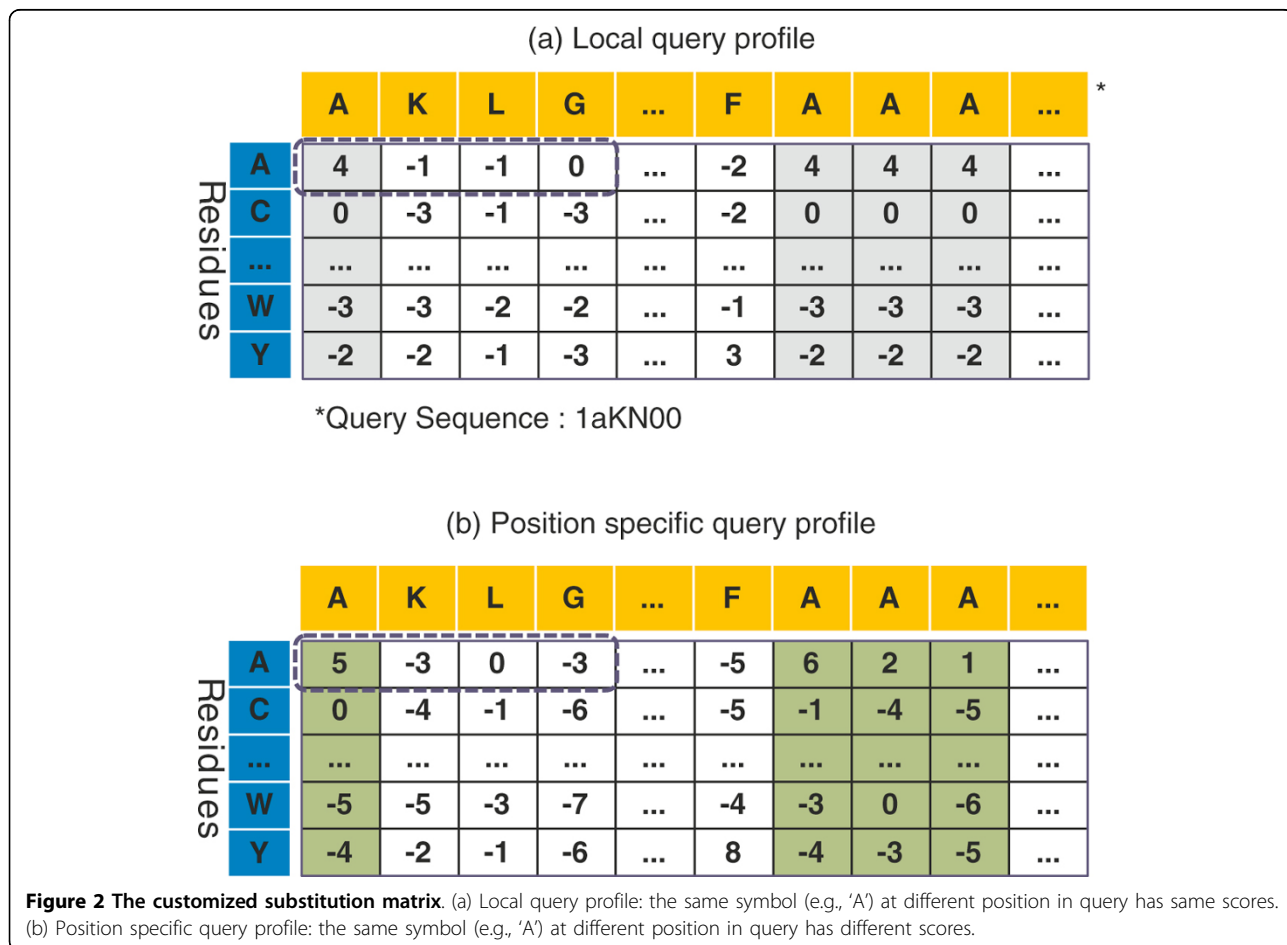 (a) Local query profile
A K L G ... F A A A ... *
Residues
A 4 -1 -1 0 ... -2 4 4 4 ...
C 0 -3 -1 -3 ... -2 0 0 0 ...
... ... ... ... ... ... ... ... ... ... ...
W -3 -3 -2 -2 ... -1 -3 -3 -3 ...
Y -2 -2 -1 -3 ... 3 -2 -2 -2 ...
*Query Sequence : 1aKN00
(b) Position specific query profile
A K L G ... F A A A ...
Residues
A 5 -3 0 -3 ... -5 6 2 1 ...
C 0 -4 -1 -6 ... -5 -1 -4 -5 ...
... ... ... ... ... ... ... ... ... ... ...
W -5 -5 -3 -7 ... -4 -3 0 -6 ...
Y -4 -2 -1 -6 ... 8 -4 -3 -5 ...
Figure 2 The customized substitution matrix. (a) Local query profile: the same symbol (e.g., ‘A’) at different position in query has same scores.
(b) Position specific query profile: the same symbol (e.g., ‘A’) at different position in query has different scores.